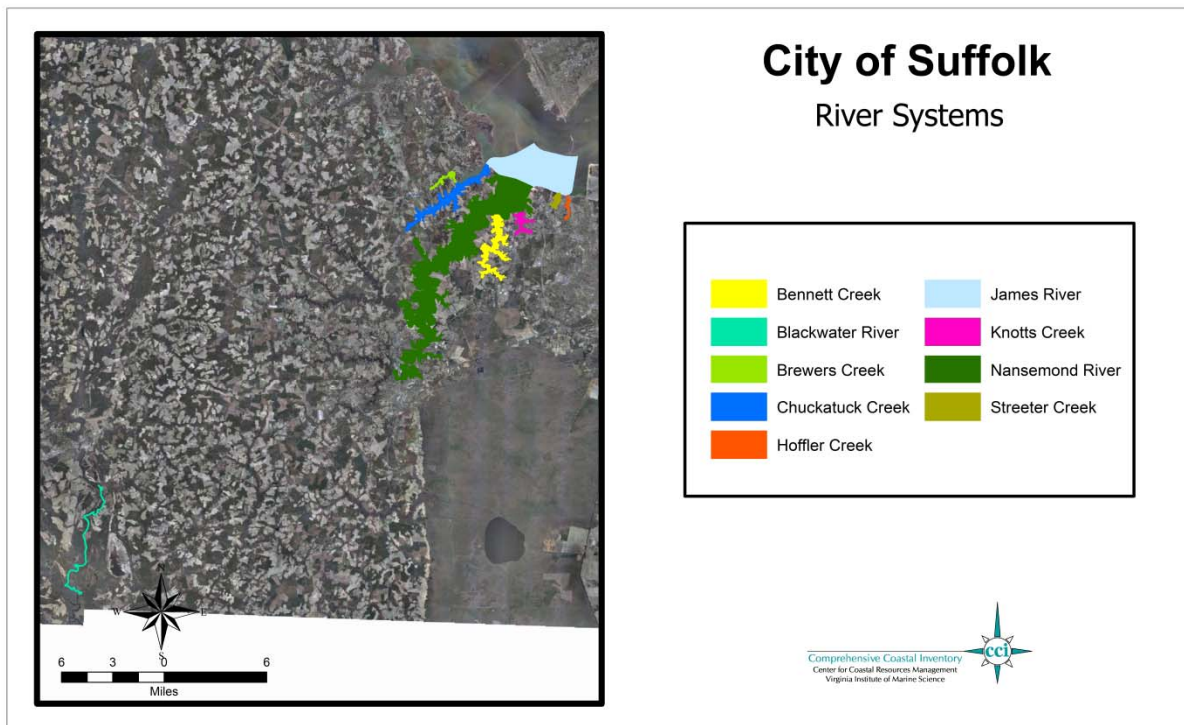 City of Suffolk
River Systems
Bennett Creek
Blackwater River
Brewers Creek
Chuckatuck Creek
Hoffler Creek
James River
Knotts Creek
Nansemond River
Streeter Creek
N
W E
S
6 3 0 6
Miles
cci
Comprehensive Coastal Inventory
Center for Coastal Resources Management
Virginia Institute of Marine Science